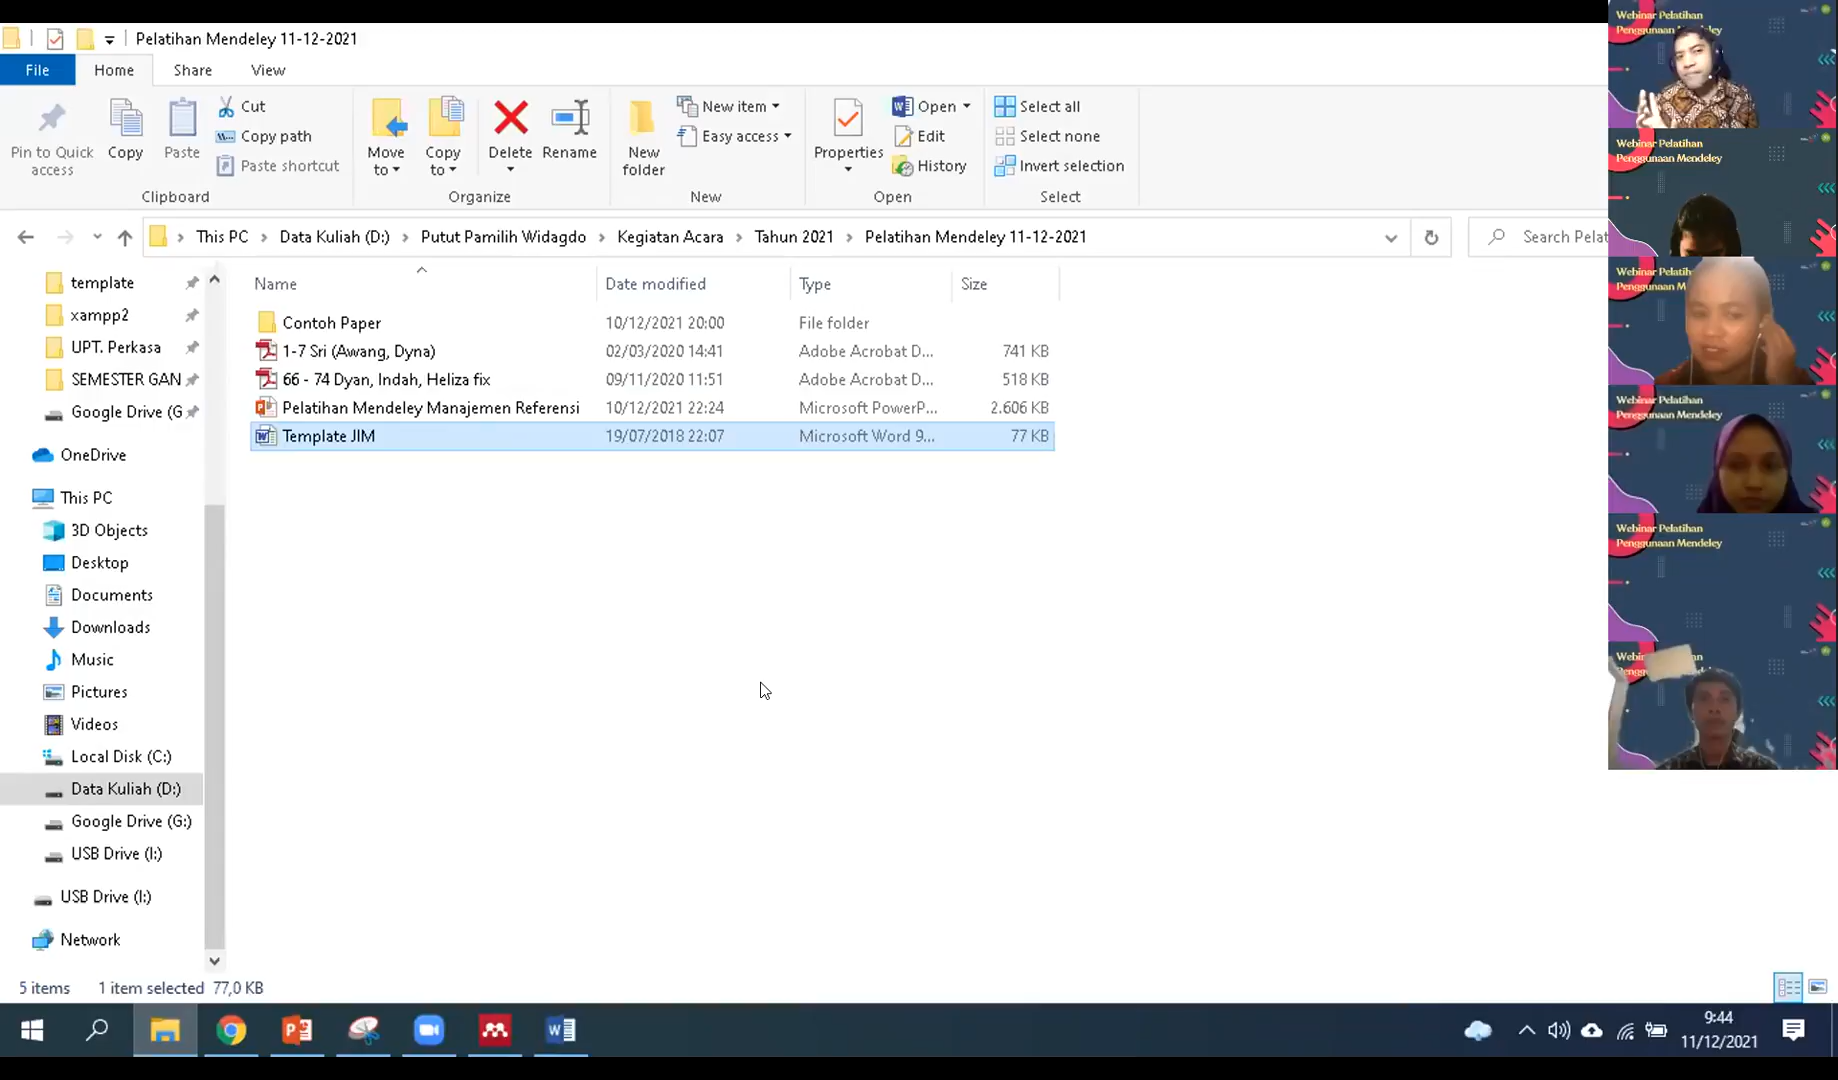 Pelatihan Mendeley 11-12-2021
File Home Share View
Pin to Quick access
Copy
Paste
Cut
Copy path
Paste shortcut
Clipboard
Move to
Copy to
Delete
Rename
Organize
New folder
New item
Easy access
New
Properties
Open
Edit
History
Open
Select all
Select none
Invert selection
Select
This PC > Data Kuliah (D:) > Putut Pamilih Widagdo > Kegiatan Acara > Tahun 2021 > Pelatihan Mendeley 11-12-2021
Search Pelat
template
xampp2
UPT. Perkasa
SEMESTER GAN
Google Drive (G
OneDrive
This PC
3D Objects
Desktop
Documents
Downloads
Music
Pictures
Videos
Local Disk (C:)
Data Kuliah (D:)
Google Drive (G:)
USB Drive (I:)
USB Drive (I:)
Network
Name Date modified Type Size
Contoh Paper 10/12/2021 20:00 File folder
1-7 Sri (Awang, Dyna) 02/03/2020 14:41 Adobe Acrobat D... 741 KB
66 - 74 Dyan, Indah, Heliza fix 09/11/2020 11:51 Adobe Acrobat D... 518 KB
Pelatihan Mendeley Manajemen Referensi 10/12/2021 22:24 Microsoft PowerP... 2.606 KB
Template JIM 19/07/2018 22:07 Microsoft Word 9... 77 KB
5 items 1 item selected 77,0 KB
9:44
11/12/2021
Webinar Pelatihan
Webinar Pelatihan
Penggunaan Mendeley
Webinar Pelatihan
Penggunaan Mendeley
Webinar Pelatihan
Penggunaan Mendeley